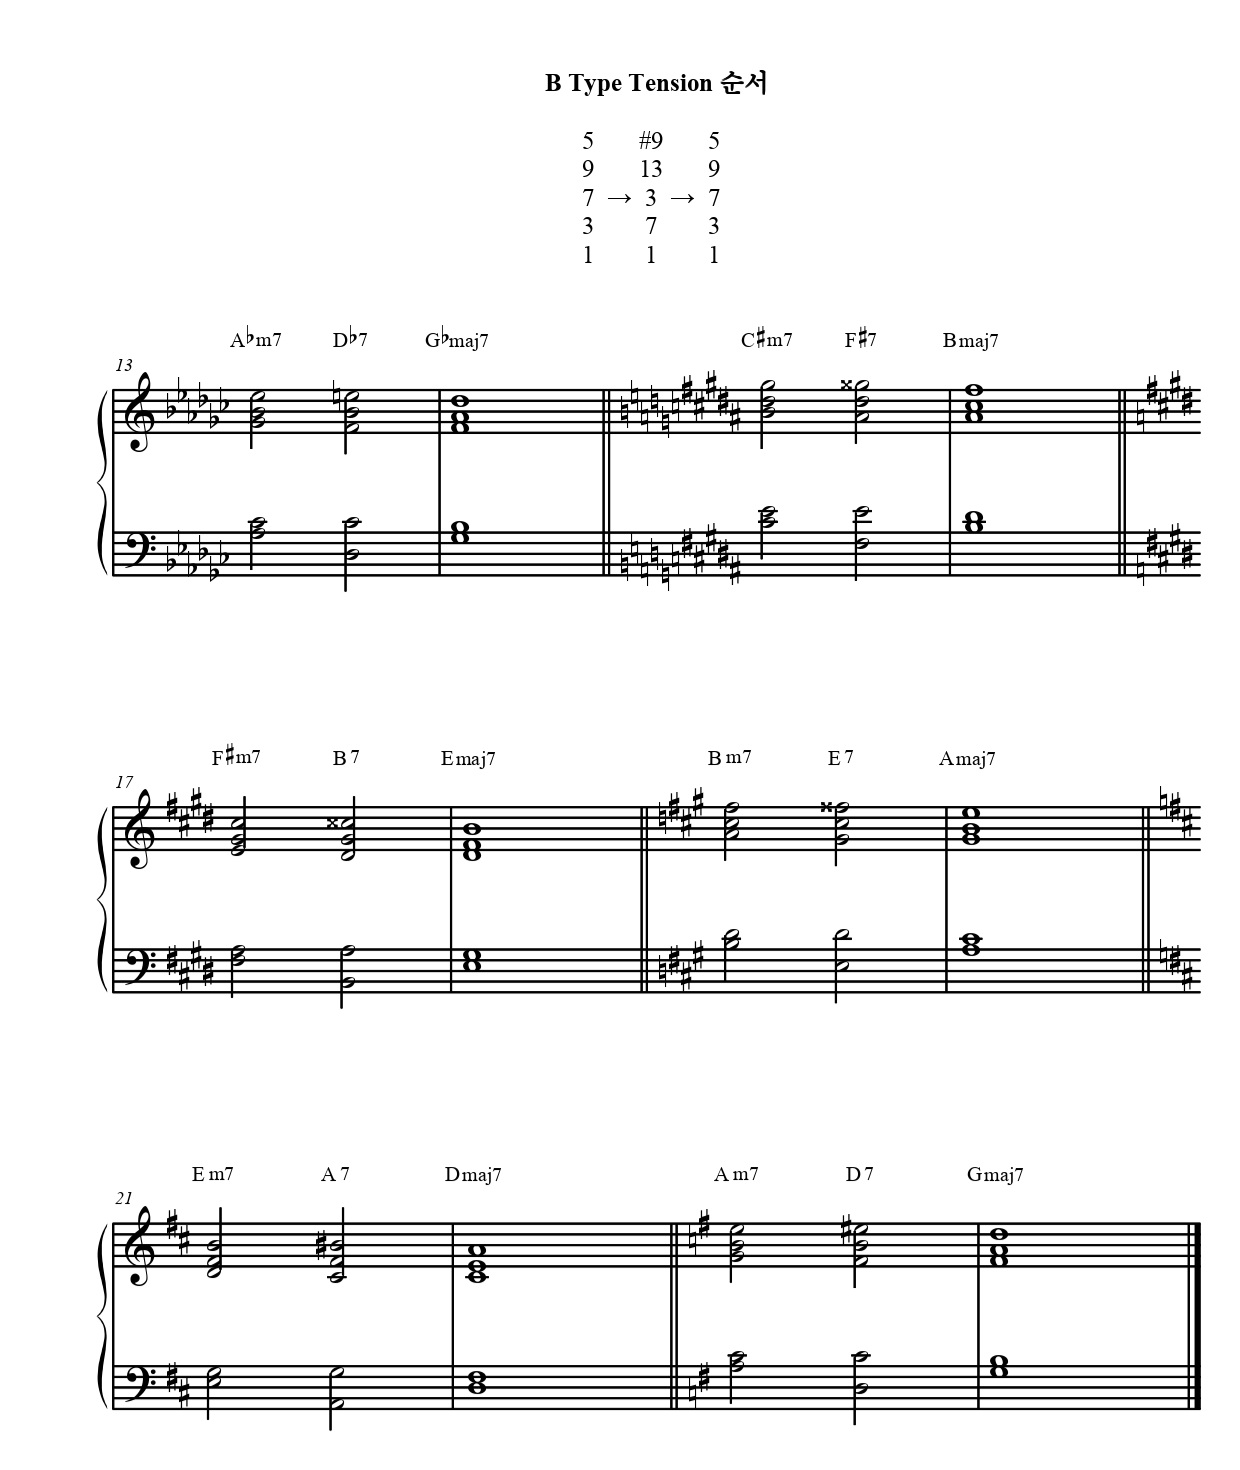 B Type Tension 순서
5 #9 5
9 13 9
7 → 3 → 7
3 7 3
1 1 1
A♭m7 D♭7 G♭maj7 C♯m7 F♯7 Bmaj7
13
F♯m7 B7 Emaj7 Bm7 E7 Amaj7
17
Em7 A7 Dmaj7 Am7 D7 Gmaj7
21